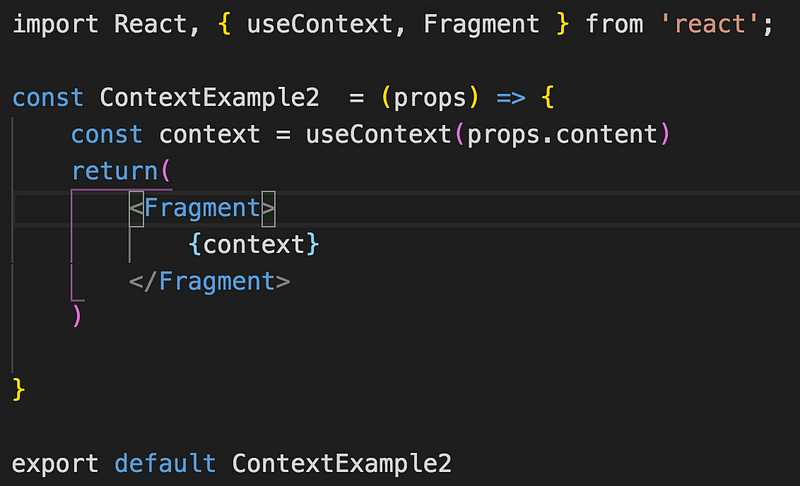 import React, { useContext, Fragment } from 'react';
const ContextExample2  = (props) => {
    const context = useContext(props.content)
    return(
        <Fragment>
            {context}
        </Fragment>
    )
}
export default ContextExample2